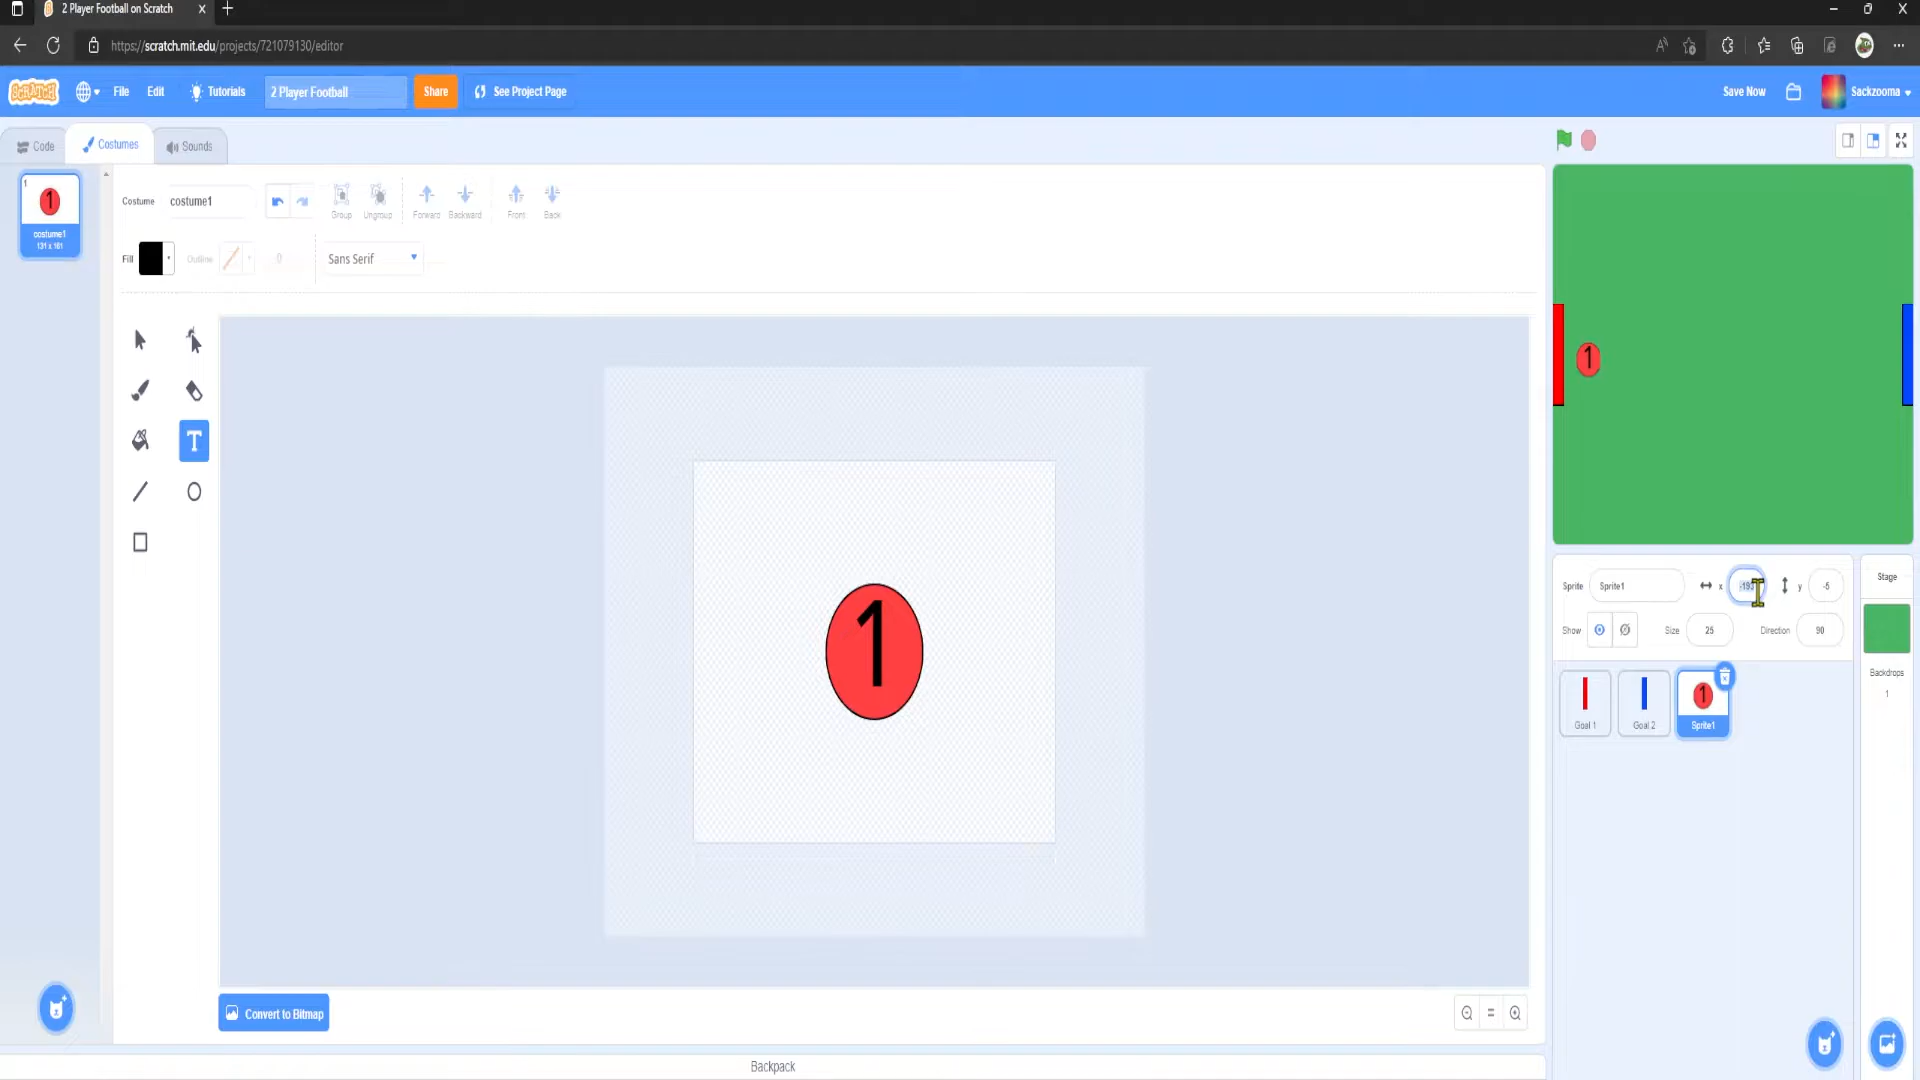 2 Player Football on Scratch
https://scratch.mit.edu/projects/721079130/editor
SCRATCH
File
Edit
Tutorials
2 Player Football
Share
See Project Page
Save Now
Sackzooma
Code
Costumes
Sounds
1
1
costume1
131 x 161
Costume
costume1
Group
Ungroup
Forward
Backward
Front
Back
Fill
Outline
0
Sans Serif
T
1
1
Convert to Bitmap
Backpack
Sprite
Sprite1
x
y
-5
Show
Size
25
Direction
90
Goal 1
Goal 2
1
Sprite1
Stage
Backdrops
1